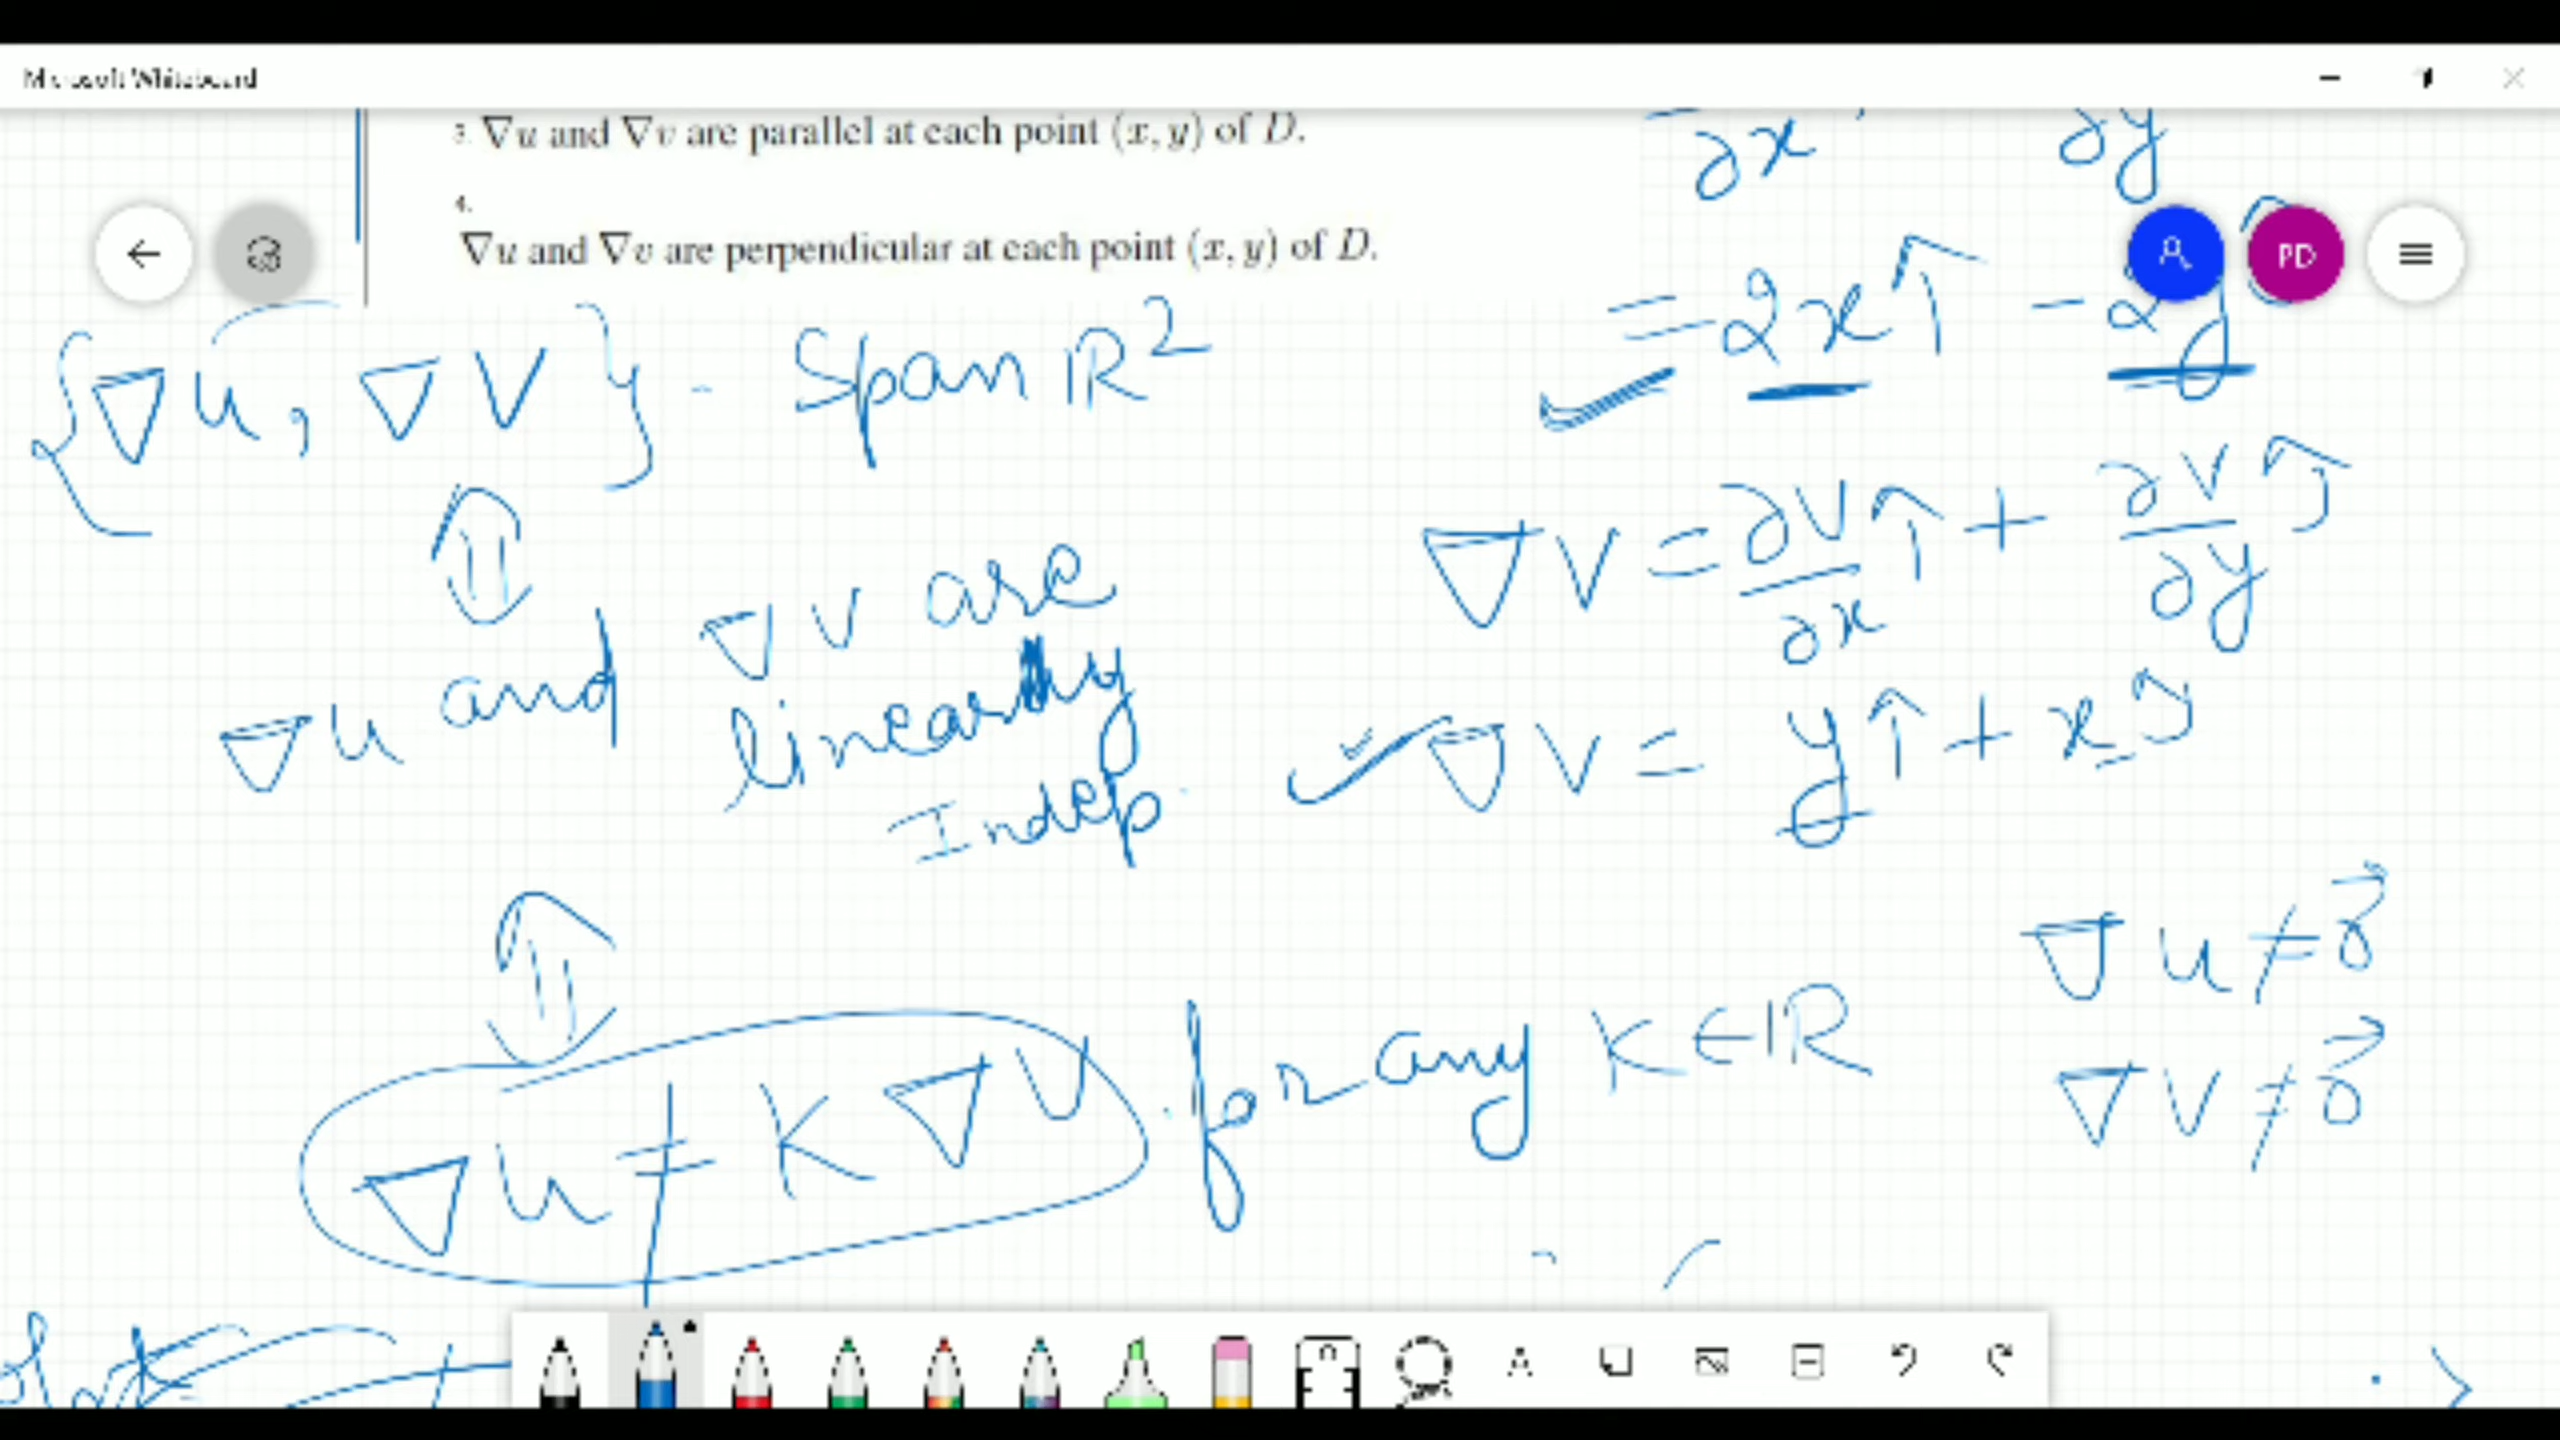 Microsoft Whiteboard
3. ∇u and ∇v are parallel at each point (x, y) of D.
4.
∇u and ∇v are perpendicular at each point (x, y) of D.
∂x ∂y
PD
= 2x î - 2y
{∇u, ∇v} - Span ℝ²
∇v = ∂v/∂x î + ∂v/∂y ĵ
∇u and ∇v are
linearly
Indep.
∇v = y î + x ĵ
∇u ≠ 0⃗
∇v ≠ 0⃗
∇u ≠ K ∇v for any K ∈ ℝ